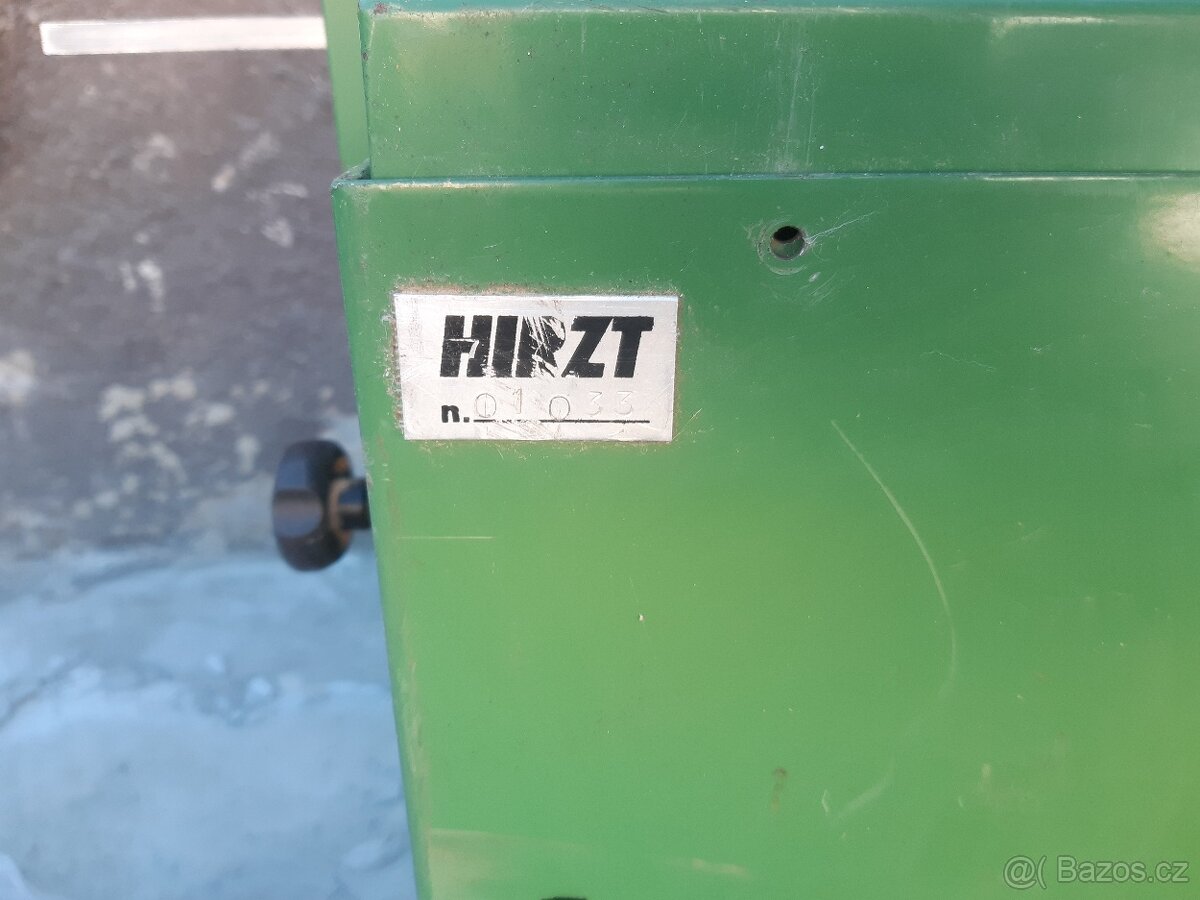 HIRZT
n. 01033
@( Bazos.cz